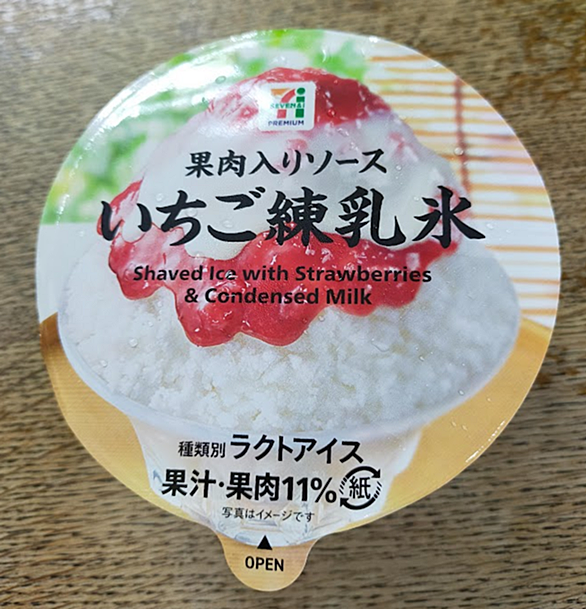 SEVEN&i
PREMIUM
果肉入りソース
いちご練乳氷
Shaved Ice with Strawberries
& Condensed Milk
種類別 ラクトアイス
果汁・果肉11% 紙
写真はイメージです
OPEN